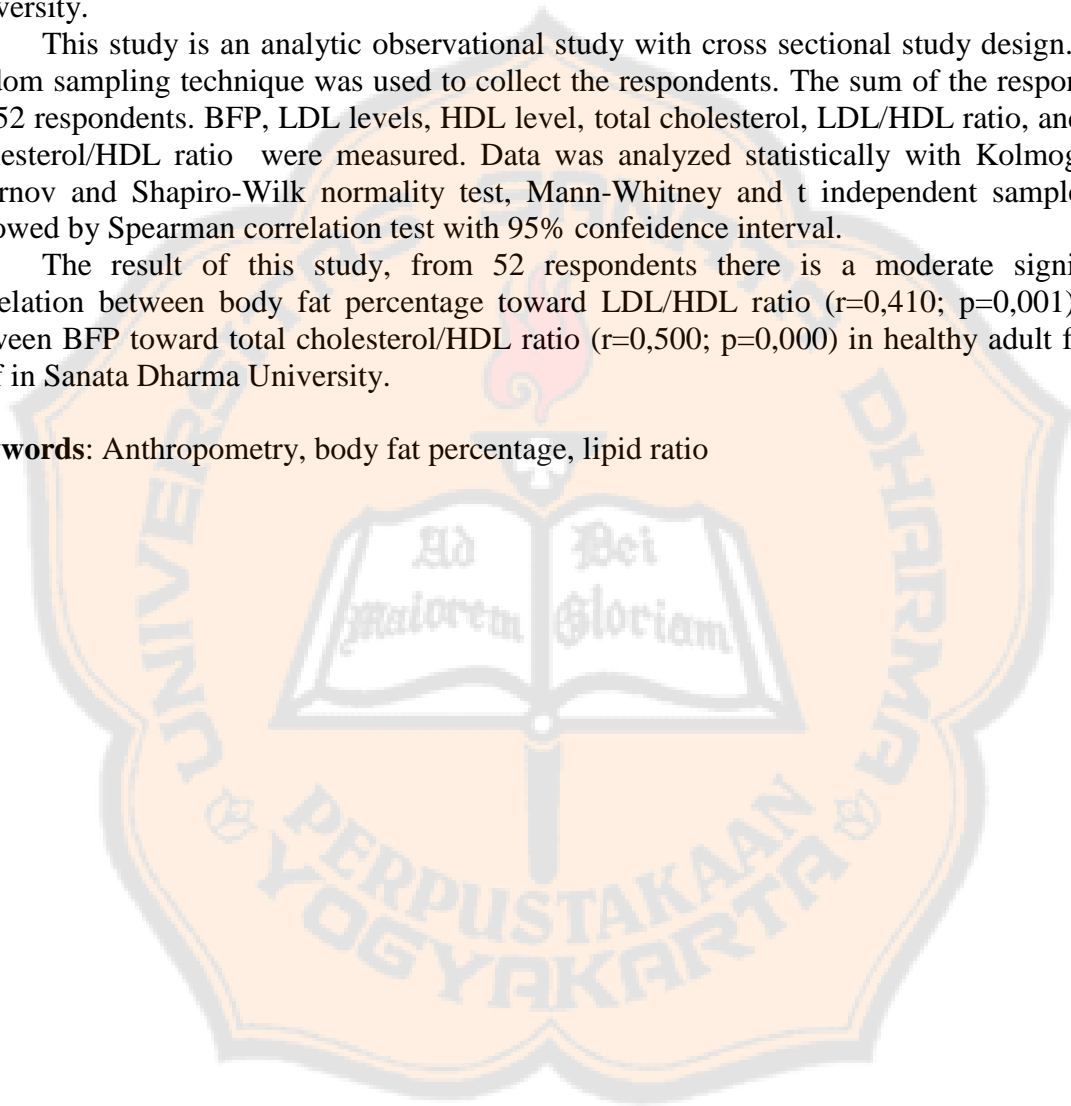 versity.
This study is an analytic observational study with cross sectional study design.
dom sampling technique was used to collect the respondents. The sum of the respon
52 respondents. BFP, LDL levels, HDL level, total cholesterol, LDL/HDL ratio, and
lesterol/HDL ratio were measured. Data was analyzed statistically with Kolmog
rnov and Shapiro-Wilk normality test, Mann-Whitney and t independent sample
owed by Spearman correlation test with 95% confeidence interval.
The result of this study, from 52 respondents there is a moderate signi
elation between body fat percentage toward LDL/HDL ratio (r=0,410; p=0,001)
veen BFP toward total cholesterol/HDL ratio (r=0,500; p=0,000) in healthy adult f
f in Sanata Dharma University.
words: Anthropometry, body fat percentage, lipid ratio
UNIVERSITAS SANATA DHARMA
Ad Dei
Maiorem Gloriam
PERPUSTAKAAN
YOGYAKARTA